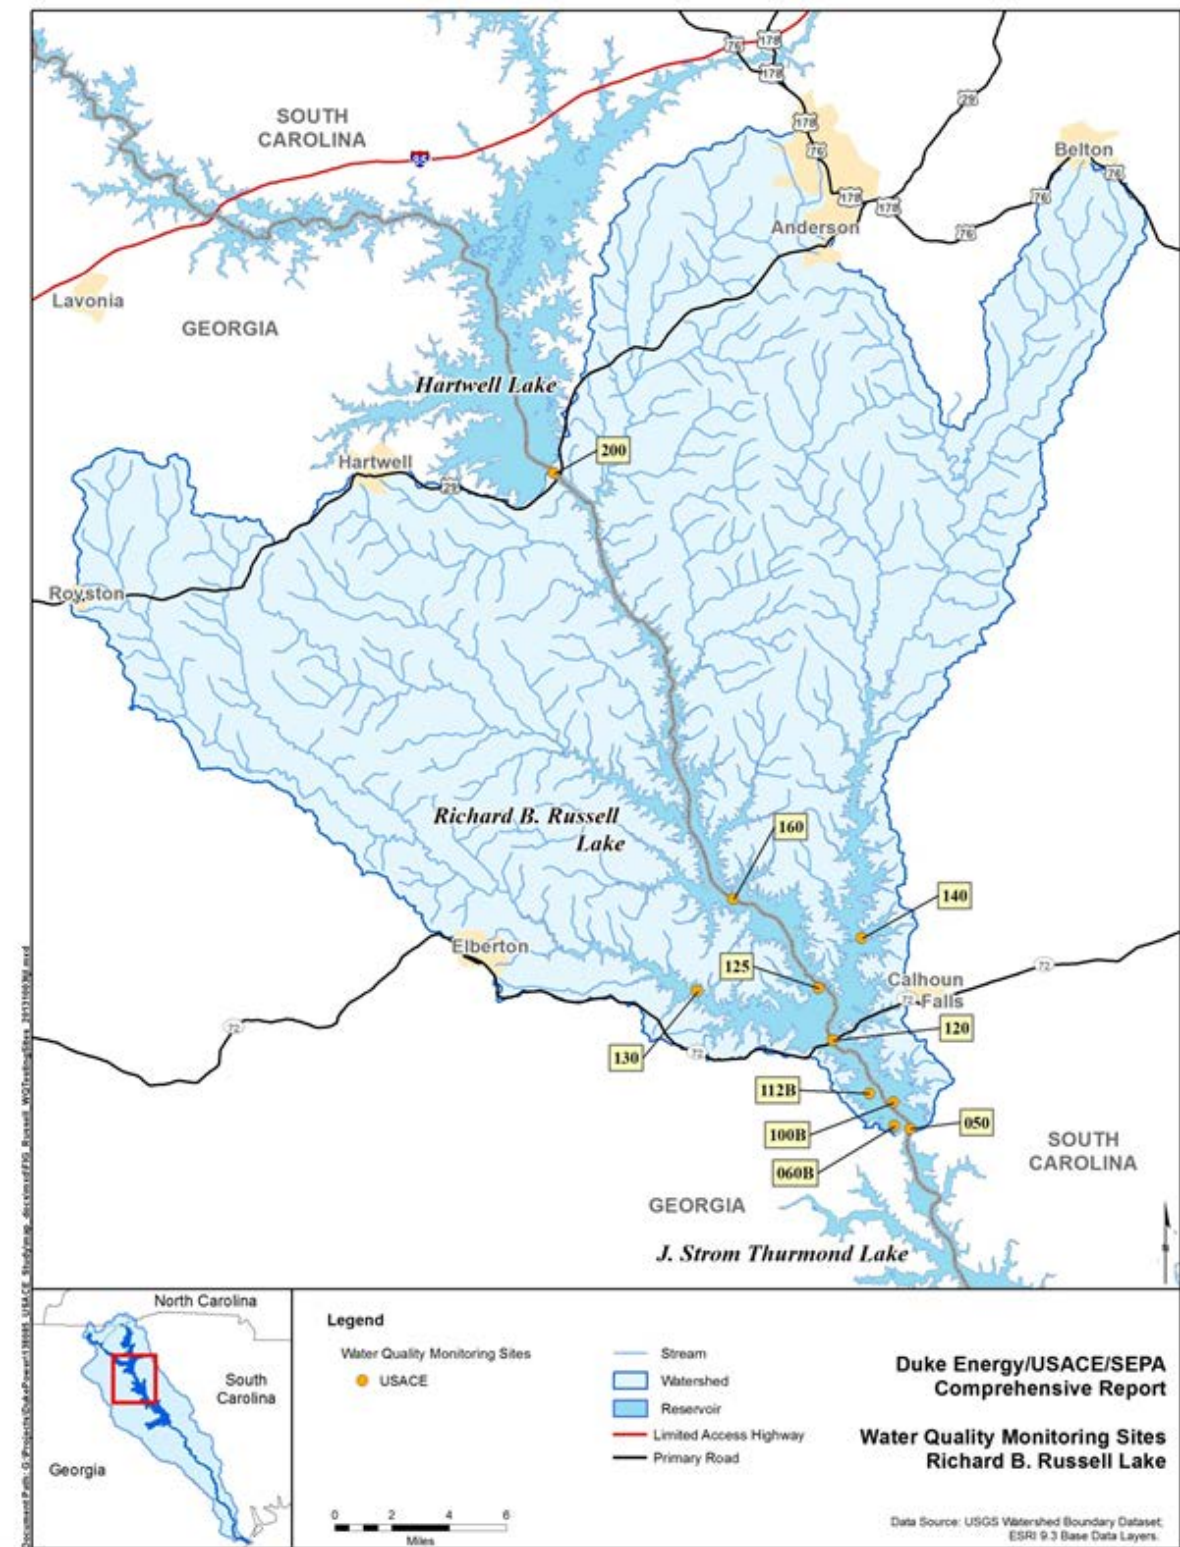 76
178
178
SOUTH
CAROLINA
29
178
76
85
Belton
76
178
178
76
76
Anderson
Lavonia
GEORGIA
Hartwell Lake
200
Hartwell
29
Royston
Richard B. Russell
Lake
160
140
Elberton
125
72
Calhoun
Falls
72
72
120
130
72
112B
100B
050
060B
SOUTH
CAROLINA
GEORGIA
J. Strom Thurmond Lake
North Carolina
South
Carolina
Georgia
Legend
Water Quality Monitoring Sites
USACE
Stream
Watershed
Reservoir
Limited Access Highway
Primary Road
0 2 4 6
Miles
Duke Energy/USACE/SEPA
Comprehensive Report
Water Quality Monitoring Sites
Richard B. Russell Lake
Data Source: USGS Watershed Boundary Dataset,
ESRI 9.3 Base Data Layers.